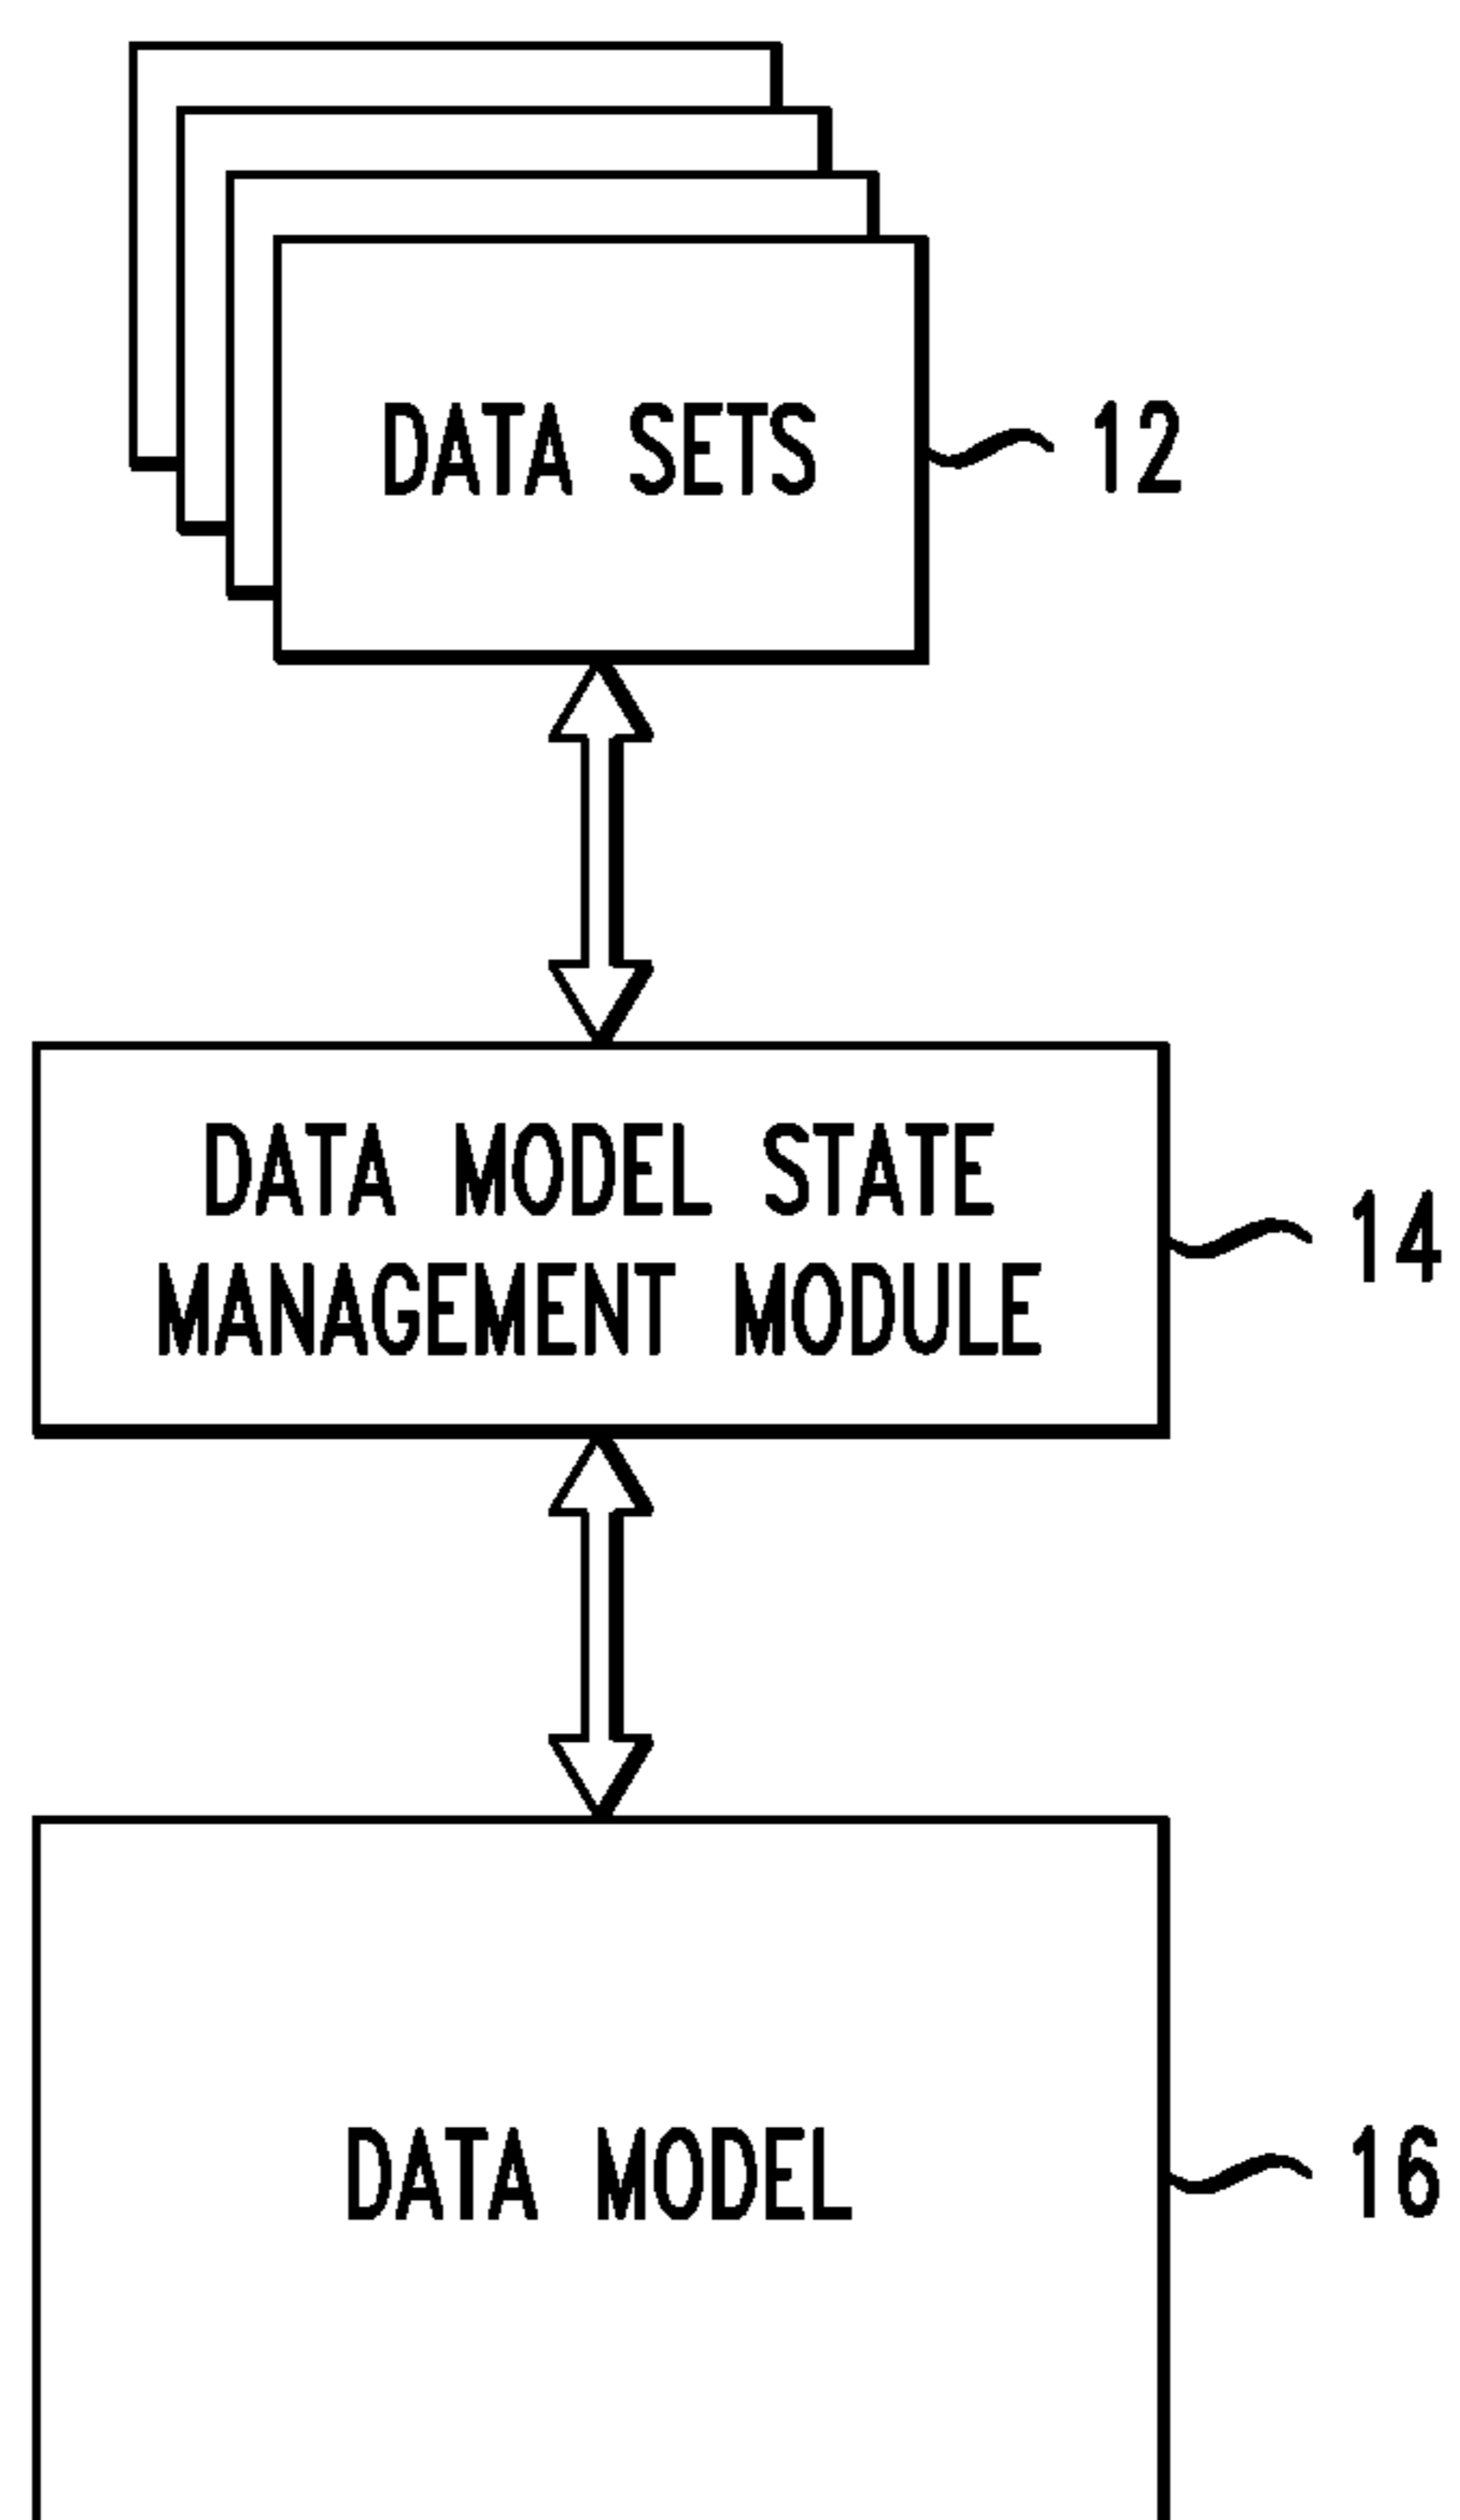 DATA SETS
12
DATA MODEL STATE
MANAGEMENT MODULE
14
DATA MODEL
16